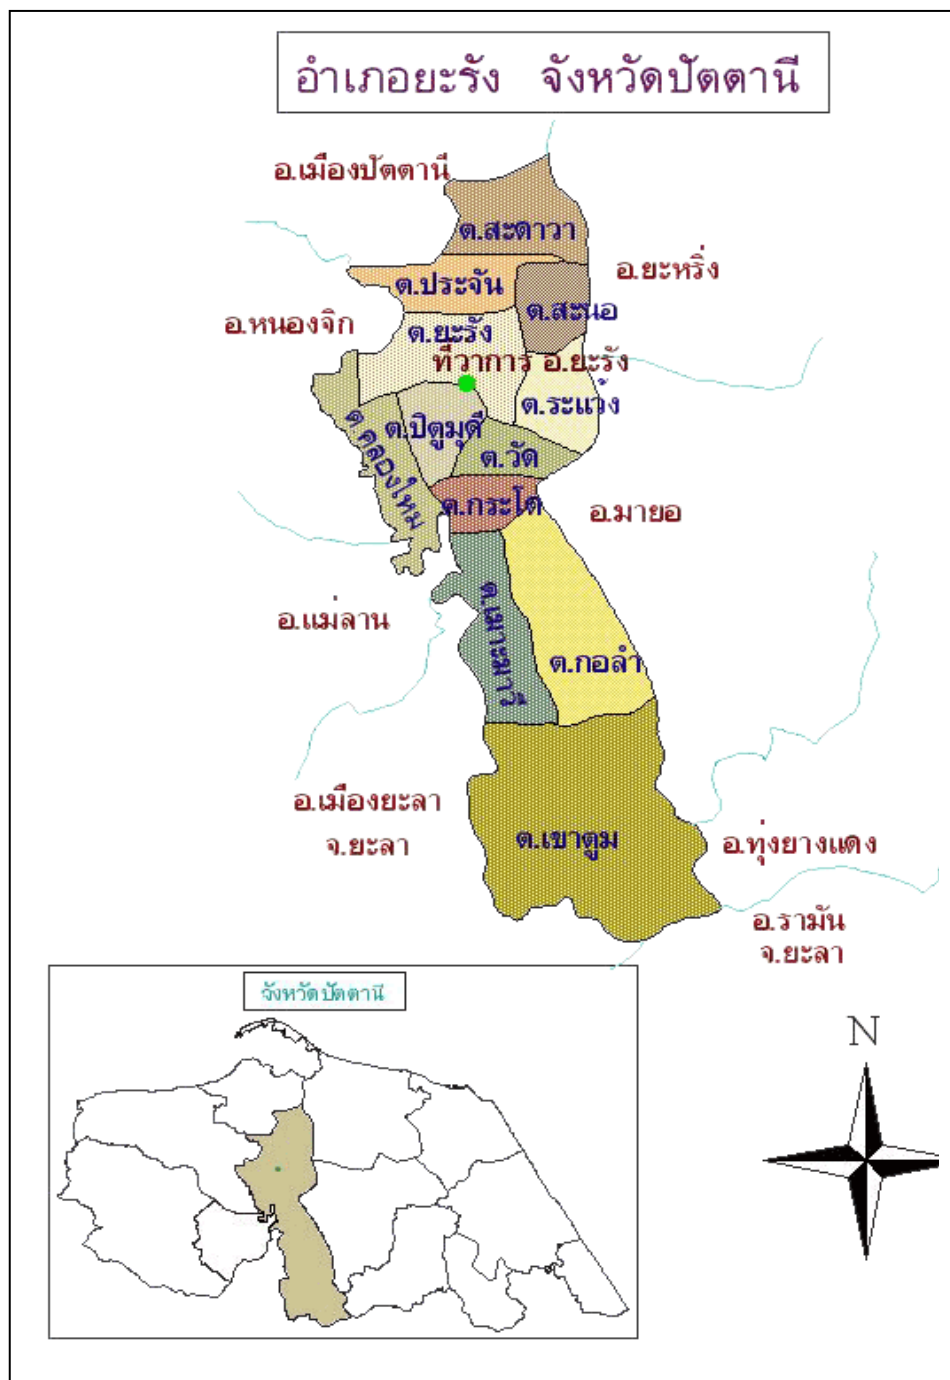 อำเภอยะรัง จังหวัดปัตตานี
อ.เมืองปัตตานี
ต.สะดาวา
อ.ยะหริ่ง
ต.ประจัน
ต.สะนอ
อ.หนองจิก
ต.ยะรัง
ที่ว่าการ อ.ยะรัง
ต.ระแว้ง
ต.ปิตูมุดี
ต.คลองใหม่
ต.วัด
ต.กระโด
อ.มายอ
อ.แม่ลาน
ต.เมาะมาวี
ต.กอลำ
อ.เมืองยะลา
จ.ยะลา
ต.เขาตูม
อ.ทุ่งยางแดง
อ.รามัน
จ.ยะลา
จังหวัดปัตตานี
N